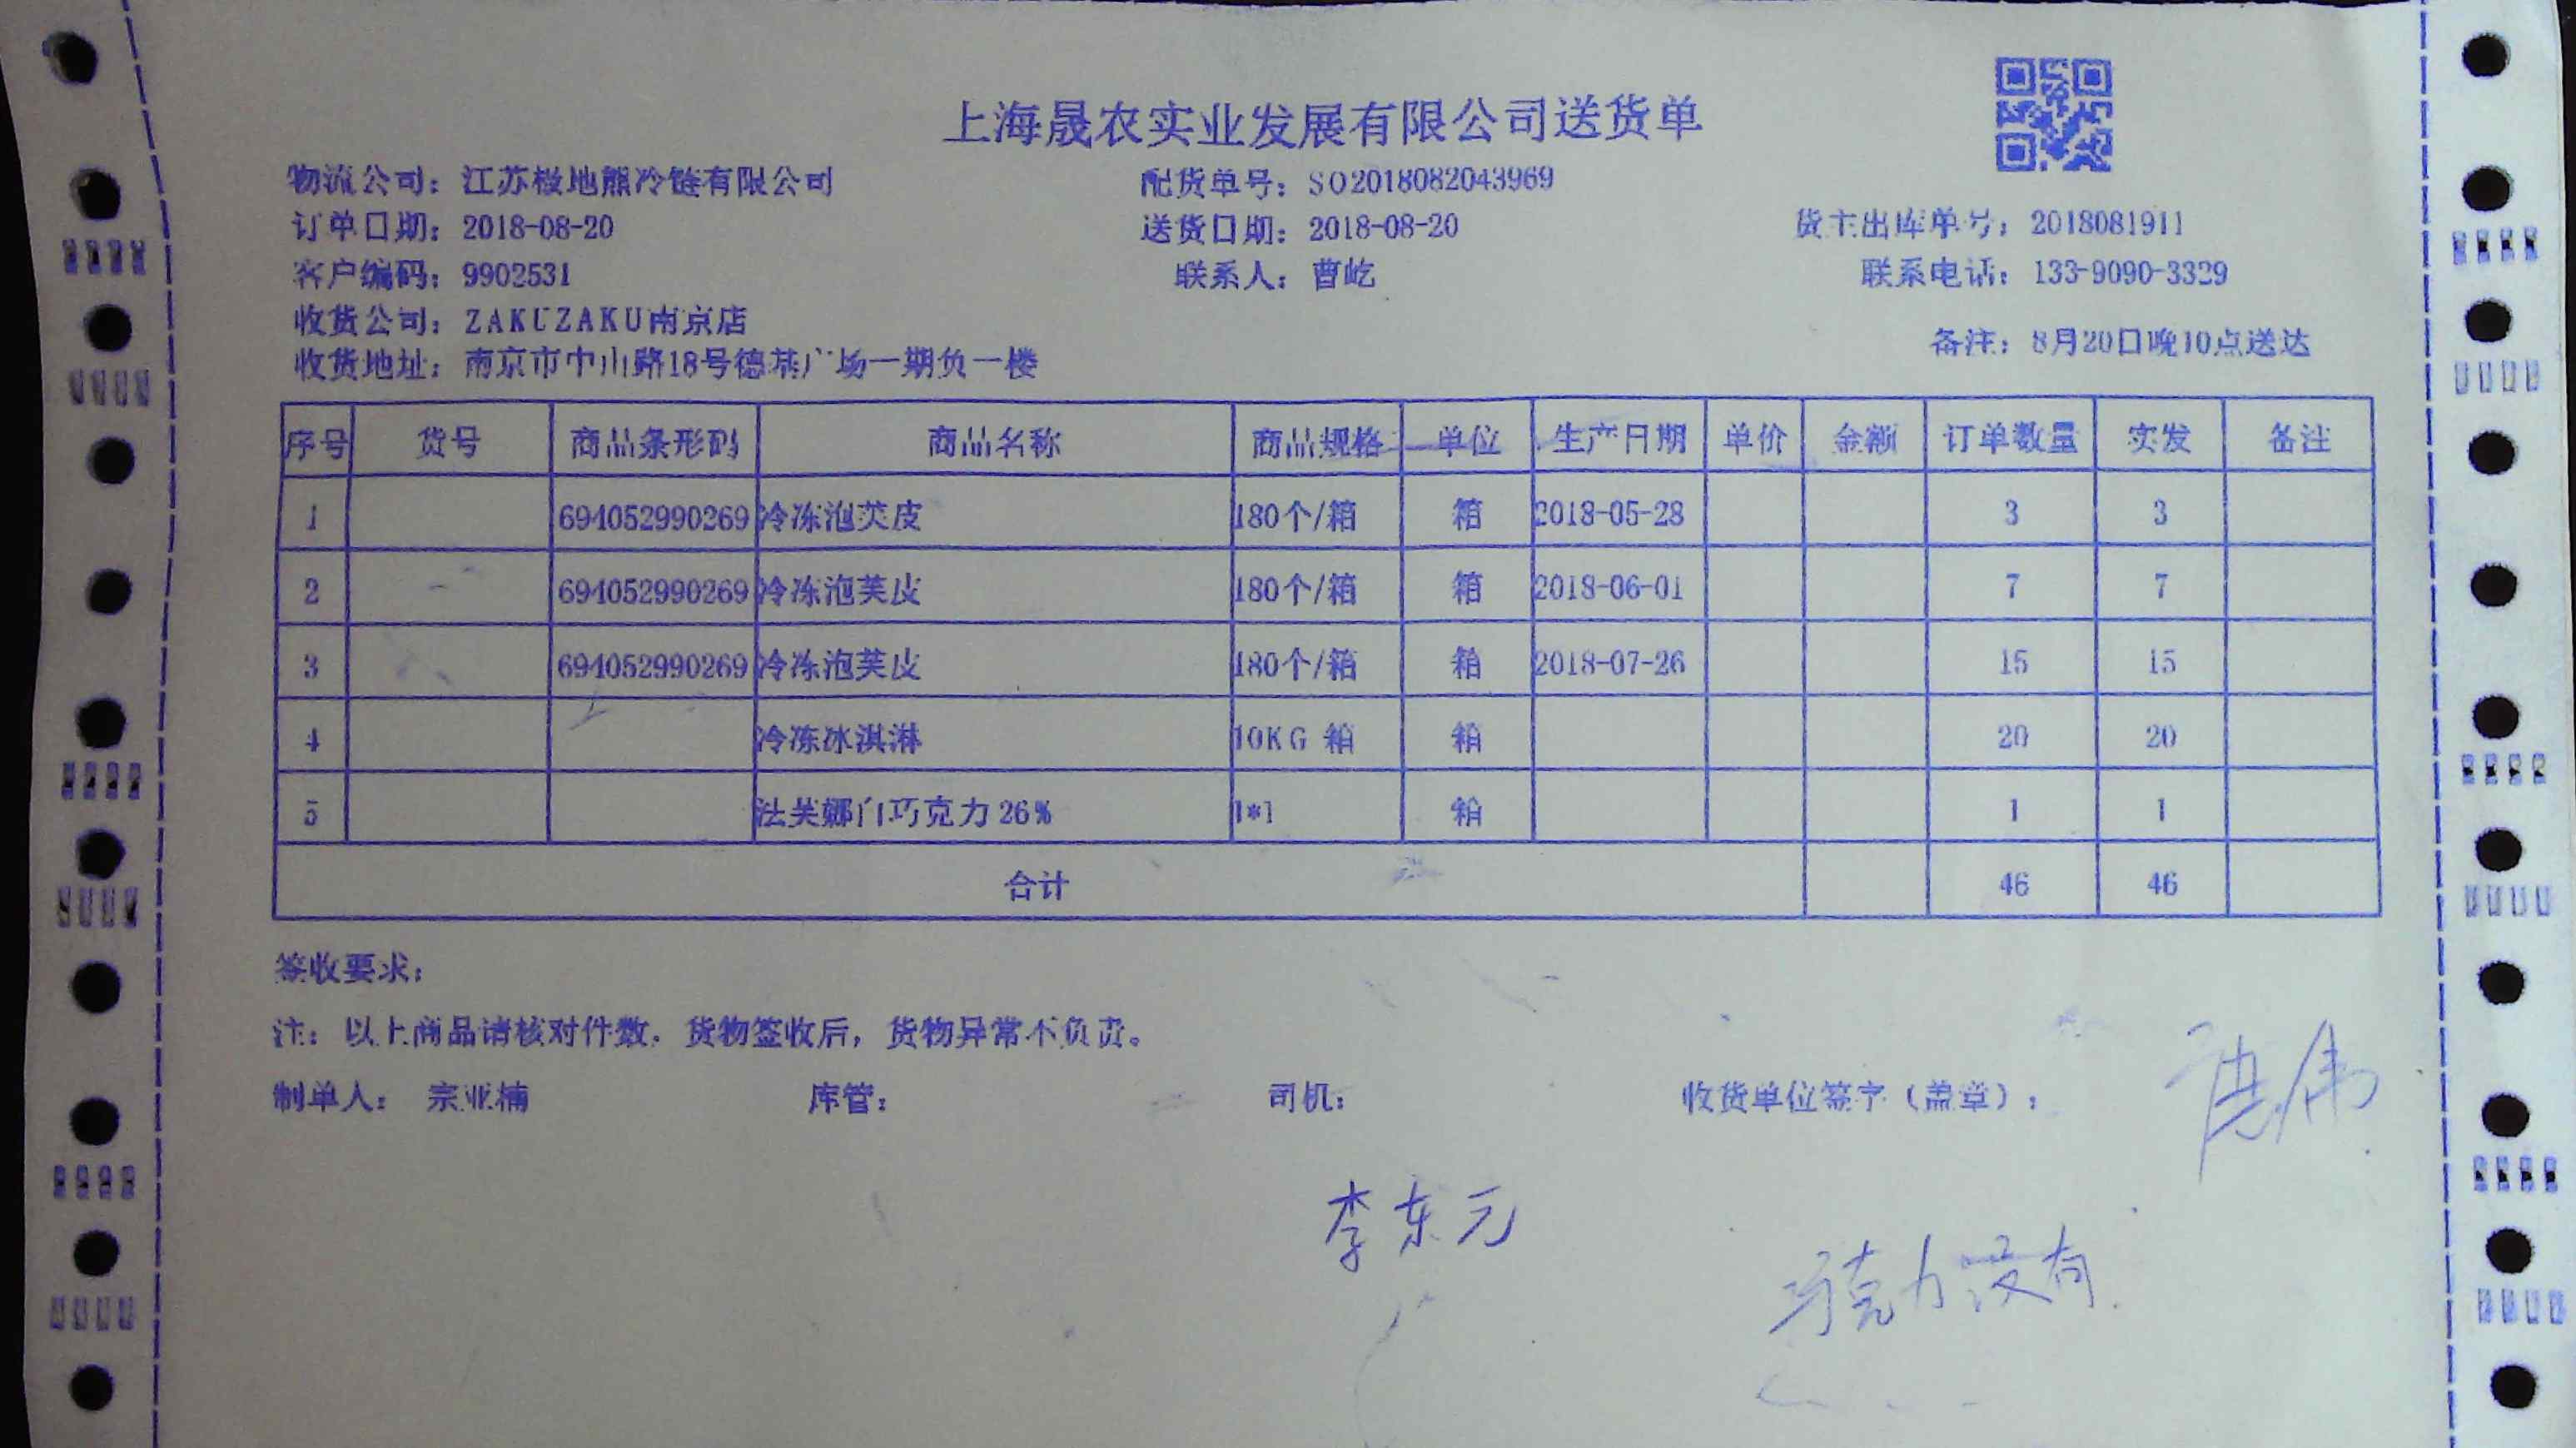 上海晟农实业发展有限公司送货单
物流公司：江苏极地熊冷链有限公司 配货单号：SO2018082043969
订单日期：2018-08-20 送货日期：2018-08-20 货主出库单号：2018081911
客户编码：9902531 联系人：曹屹 联系电话：133-9090-3329
收货公司：ZAKUZAKU南京店
收货地址：南京市中山路18号德基广场一期负一楼 备注：8月20日晚10点送达
序号 货号 商品条形码 商品名称 商品规格 单位 生产日期 单价 金额 订单数量 实发 备注
1 694052990269 冷冻泡芙皮 180个/箱 箱 2018-05-28 3 3
2 694052990269 冷冻泡芙皮 180个/箱 箱 2018-06-01 7 7
3 694052990269 冷冻泡芙皮 180个/箱 箱 2018-07-26 15 15
4 冷冻冰淇淋 10KG 箱 箱 20 20
5 法芙娜白巧克力26% 1*1 箱 1 1
合计 46 46
签收要求：
注：以上商品请核对件数，货物签收后，货物异常不负责。
制单人：宗亚楠 库管： 司机： 收货单位签字（盖章）：
李东元
巧克力没有